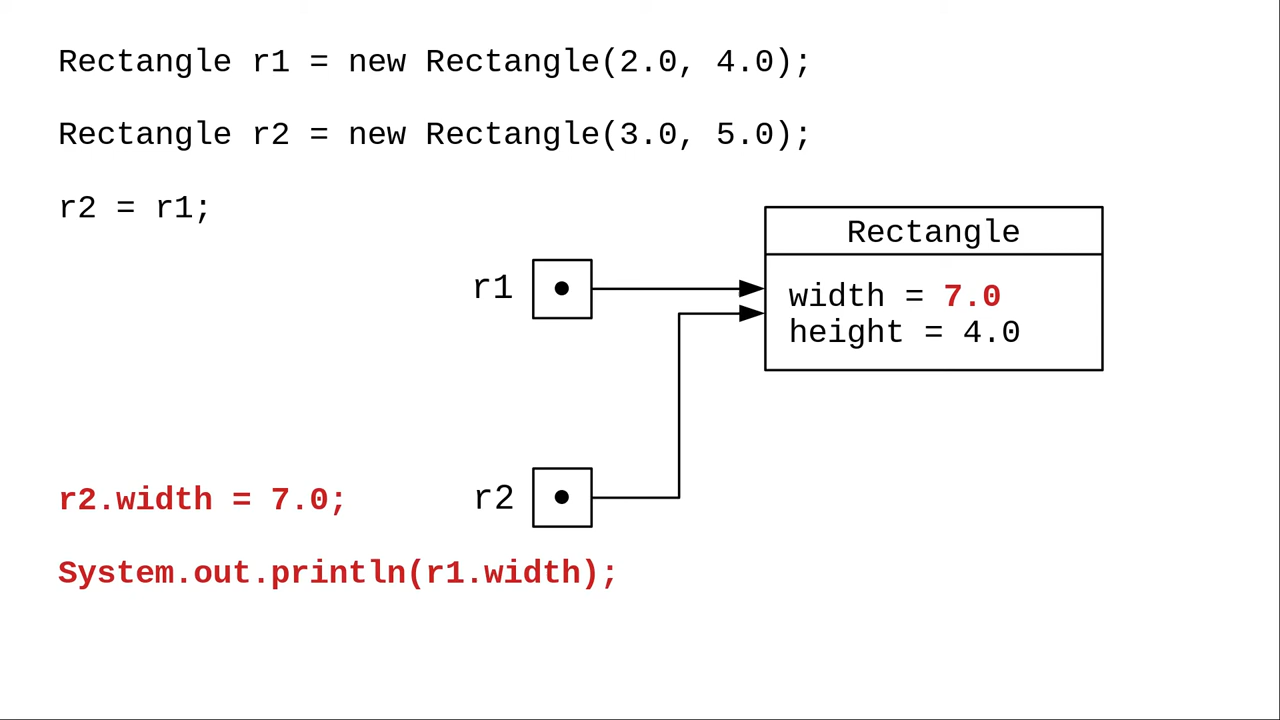 Rectangle r1 = new Rectangle(2.0, 4.0);
Rectangle r2 = new Rectangle(3.0, 5.0);
r2 = r1;
Rectangle
r1
width = 7.0
height = 4.0
r2.width = 7.0;
r2
System.out.println(r1.width);